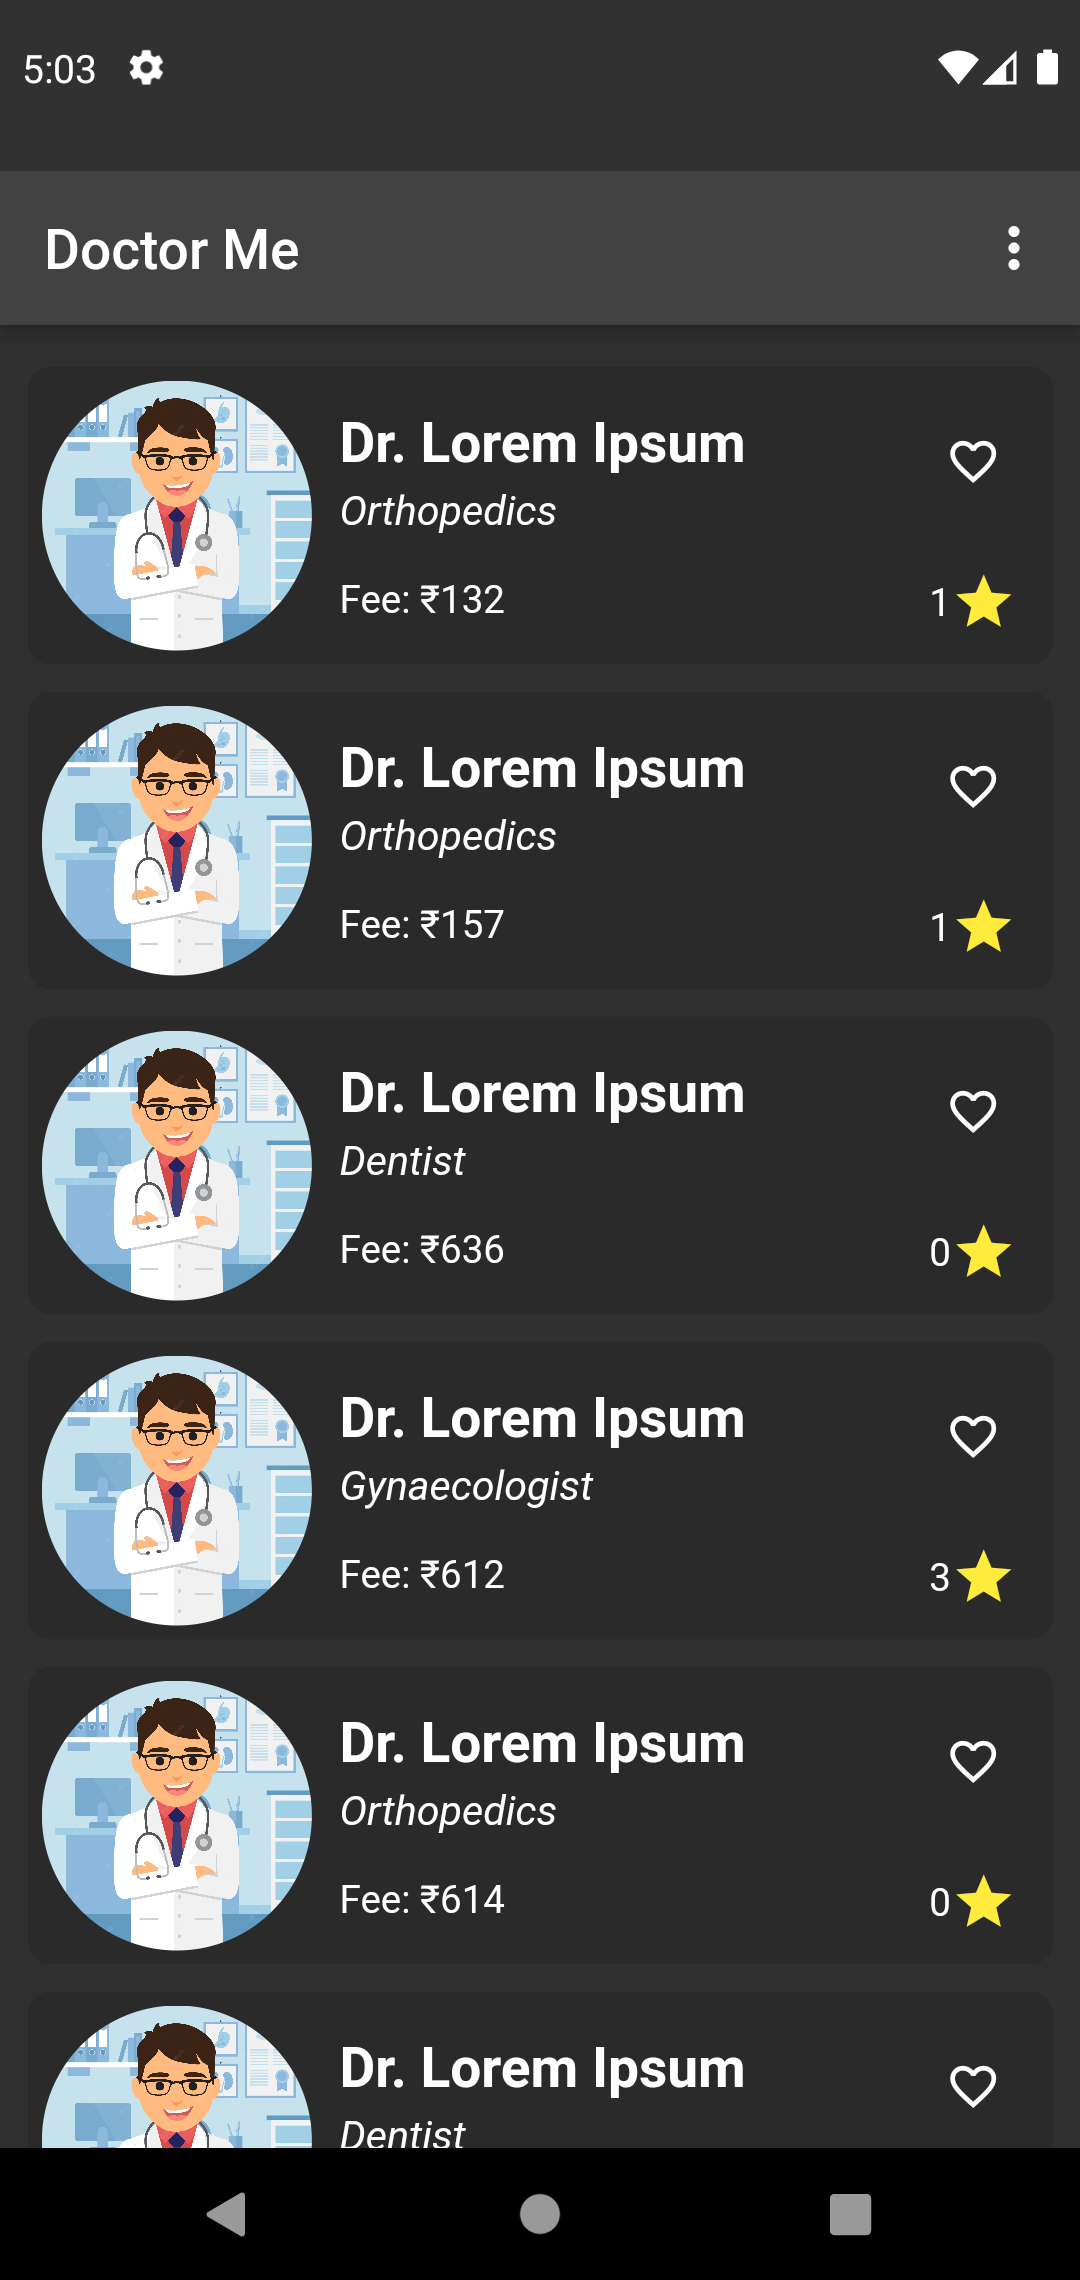 5:03
Doctor Me
Dr. Lorem Ipsum
Orthopedics
Fee: ₹132
1
Dr. Lorem Ipsum
Orthopedics
Fee: ₹157
1
Dr. Lorem Ipsum
Dentist
Fee: ₹636
0
Dr. Lorem Ipsum
Gynaecologist
Fee: ₹612
3
Dr. Lorem Ipsum
Orthopedics
Fee: ₹614
0
Dr. Lorem Ipsum
Dentist